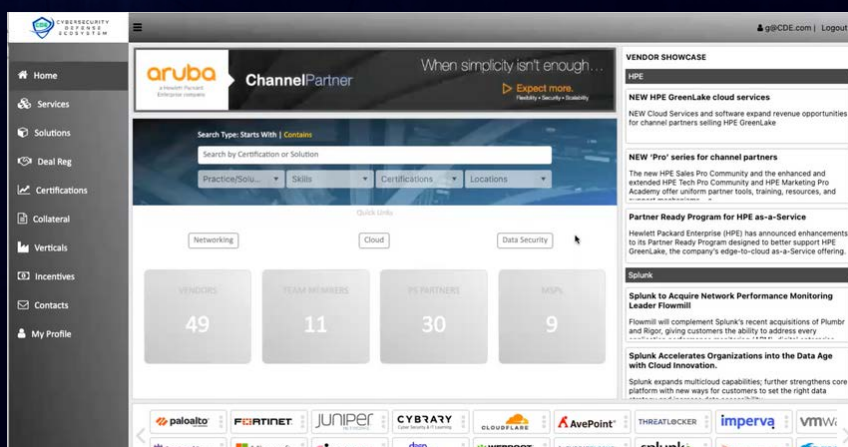 CYBERSECURITY
DEFENSE
ECOSYSTEM
CDE
g@CDE.com | Logout
Home
Services
Solutions
Deal Reg
Certifications
Collateral
Verticals
Incentives
Contacts
My Profile
aruba
a Hewlett Packard
Enterprise company
ChannelPartner
When simplicity isn't enough...
Expect more.
Flexibility • Security • Scalability
Search Type: Starts With | Contains
Search by Certification or Solution
Practice/Solu...
Skills
Certifications
Locations
Quick Links
Networking
Cloud
Data Security
VENDORS
49
TEAM MEMBERS
11
PS PARTNERS
30
MSPs
9
VENDOR SHOWCASE
HPE
NEW HPE GreenLake cloud services
NEW Cloud Services and software expand revenue opportunities
for channel partners selling HPE GreenLake
NEW 'Pro' series for channel partners
The new HPE Sales Pro Community and the enhanced and
extended HPE Tech Pro Community and HPE Marketing Pro
Academy offer uniform partner tools, training, resources, and
Partner Ready Program for HPE as-a-Service
Hewlett Packard Enterprise (HPE) has announced enhancements
to its Partner Ready Program designed to better support HPE
GreenLake, the company's edge-to-cloud as-a-Service offering.
Splunk
Splunk to Acquire Network Performance Monitoring
Leader Flowmill
Flowmill will complement Splunk's recent acquisitions of Plumbr
and Rigor, giving customers the ability to address every
Splunk Accelerates Organizations into the Data Age
with Cloud Innovation.
Splunk expands multicloud capabilities; further strengthens core
platform with new ways for customers to set the right data
paloalto
FORTINET
JUNIPER
NETWORKS
CYBRARY
CLOUDFLARE
AvePoint
THREATLOCKER
imperva